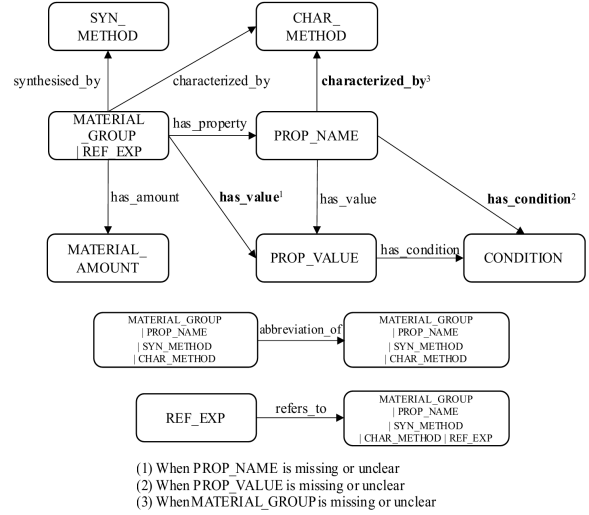 SYN_
METHOD
CHAR_
METHOD
synthesised_by
characterized_by
characterized_by³
MATERIAL
_GROUP
| REF_EXP
has_property
PROP_NAME
has_amount
has_value¹
has_value
has_condition²
MATERIAL_
AMOUNT
PROP_VALUE
has_condition
CONDITION
MATERIAL_GROUP
| PROP_NAME
| SYN_METHOD
| CHAR_METHOD
abbreviation_of
MATERIAL_GROUP
| PROP_NAME
| SYN_METHOD
| CHAR_METHOD
REF_EXP
refers_to
MATERIAL_GROUP
| PROP_NAME
| SYN_METHOD
| CHAR_METHOD | REF_EXP
(1) When PROP_NAME is missing or unclear
(2) When PROP_VALUE is missing or unclear
(3) When MATERIAL_GROUP is missing or unclear